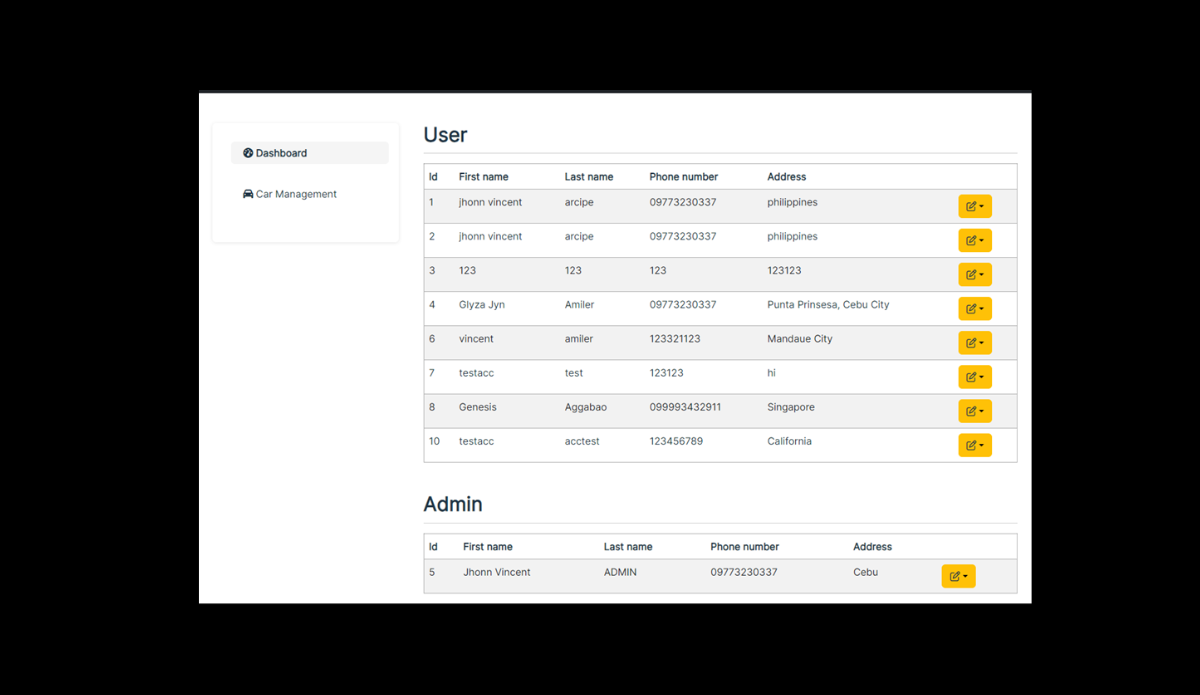 Dashboard
Car Management
User
Id First name Last name Phone number Address
1 jhonn vincent arcipe 09773230337 philippines
2 jhonn vincent arcipe 09773230337 philippines
3 123 123 123 123123
4 Glyza Jyn Amiler 09773230337 Punta Prinsesa, Cebu City
6 vincent amiler 123321123 Mandaue City
7 testacc test 123123 hi
8 Genesis Aggabao 099993432911 Singapore
10 testacc acctest 123456789 California
Admin
Id First name Last name Phone number Address
5 Jhonn Vincent ADMIN 09773230337 Cebu